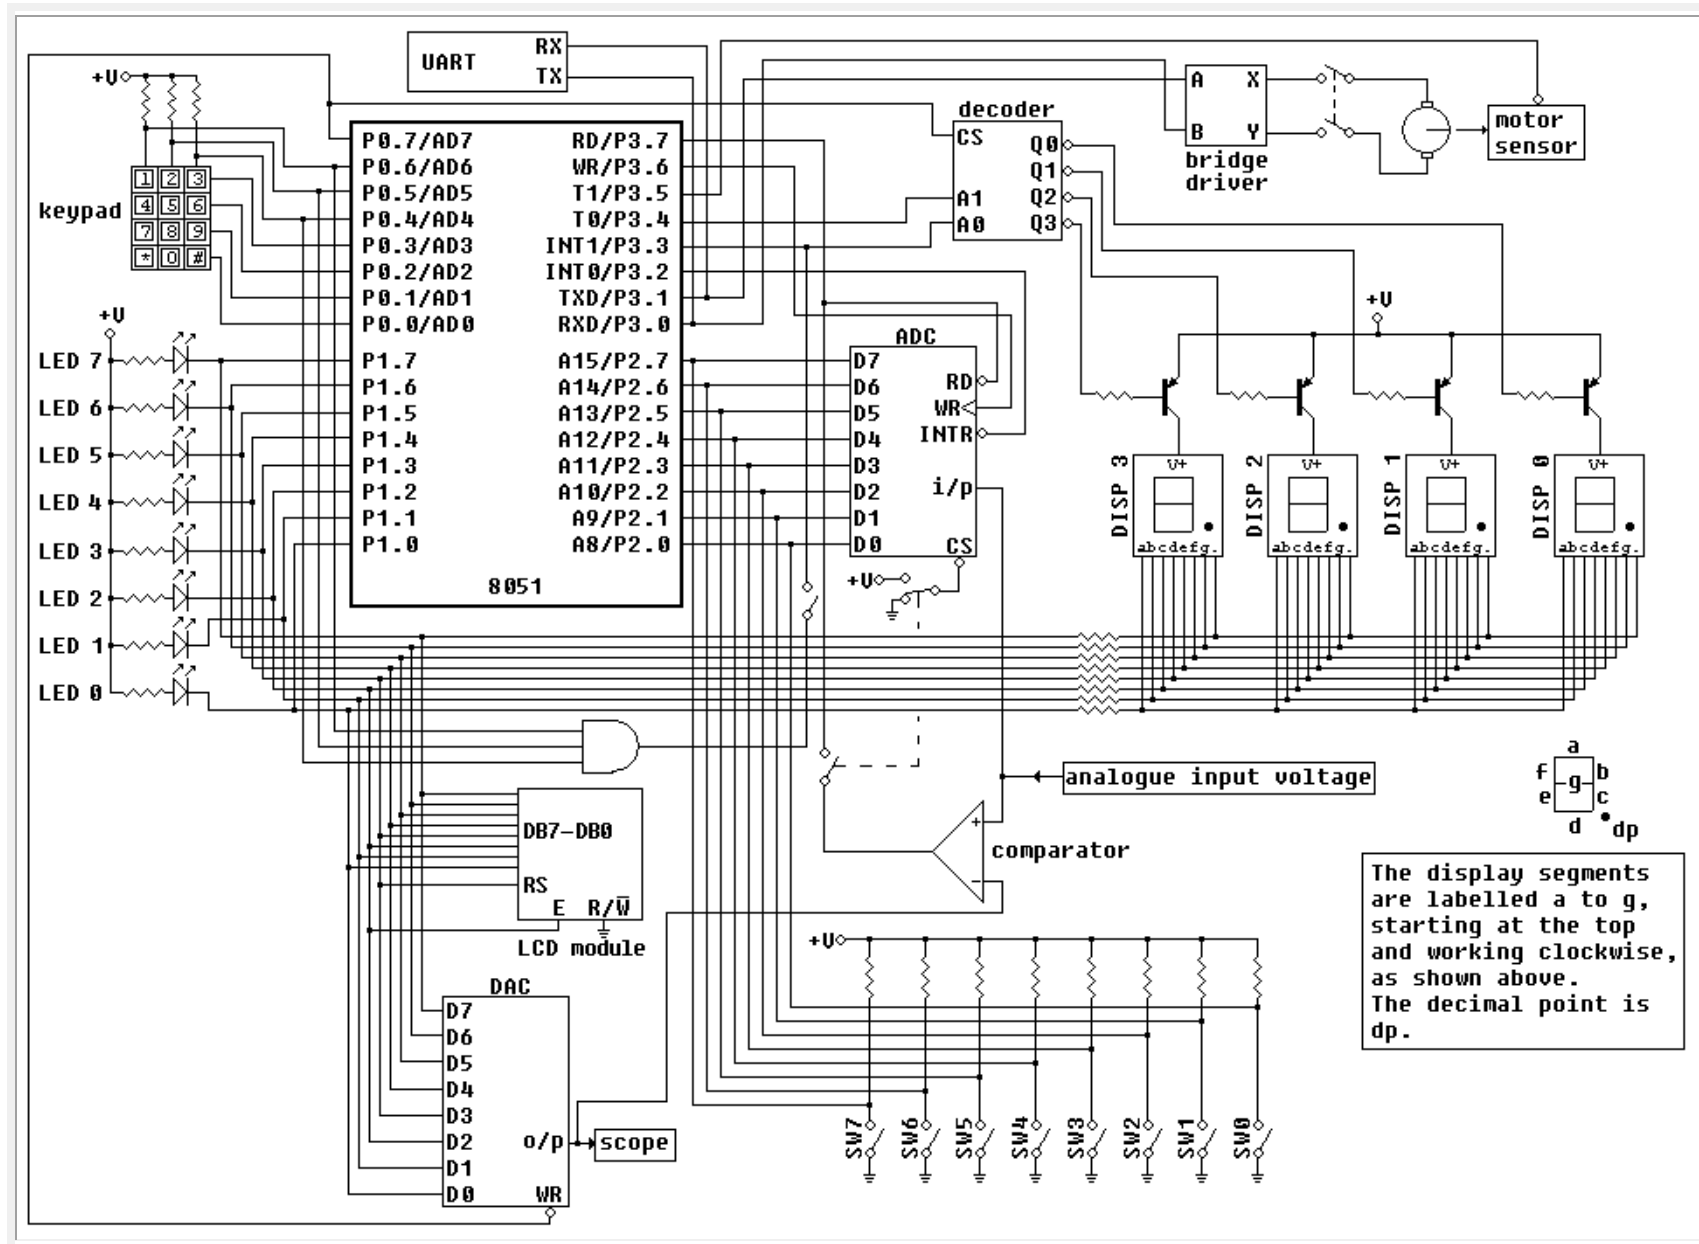 UART
RX
TX
+V
keypad
1 2 3
4 5 6
7 8 9
* 0 #
P0.7/AD7
P0.6/AD6
P0.5/AD5
P0.4/AD4
P0.3/AD3
P0.2/AD2
P0.1/AD1
P0.0/AD0
P1.7
P1.6
P1.5
P1.4
P1.3
P1.2
P1.1
P1.0
RD/P3.7
WR/P3.6
T1/P3.5
T0/P3.4
INT1/P3.3
INT0/P3.2
TXD/P3.1
RXD/P3.0
A15/P2.7
A14/P2.6
A13/P2.5
A12/P2.4
A11/P2.3
A10/P2.2
A9/P2.1
A8/P2.0
8051
+V
LED 7
LED 6
LED 5
LED 4
LED 3
LED 2
LED 1
LED 0
decoder
CS
A1
A0
Q0
Q1
Q2
Q3
A
B
X
Y
bridge
driver
motor
sensor
ADC
D7
D6
D5
D4
D3
D2
D1
D0
RD
WR
INTR
i/p
CS
+V
+V
DISP 3
V+
abcdefg.
DISP 2
V+
abcdefg.
DISP 1
V+
abcdefg.
DISP 0
V+
abcdefg.
DB7-DB0
RS
E
R/W̅
LCD module
analogue input voltage
comparator
+
-
DAC
D7
D6
D5
D4
D3
D2
D1
D0
o/p
WR
scope
+V
SW7
SW6
SW5
SW4
SW3
SW2
SW1
SW0
a
f
b
g
e
c
d
dp
The display segments
are labelled a to g,
starting at the top
and working clockwise,
as shown above.
The decimal point is
dp.